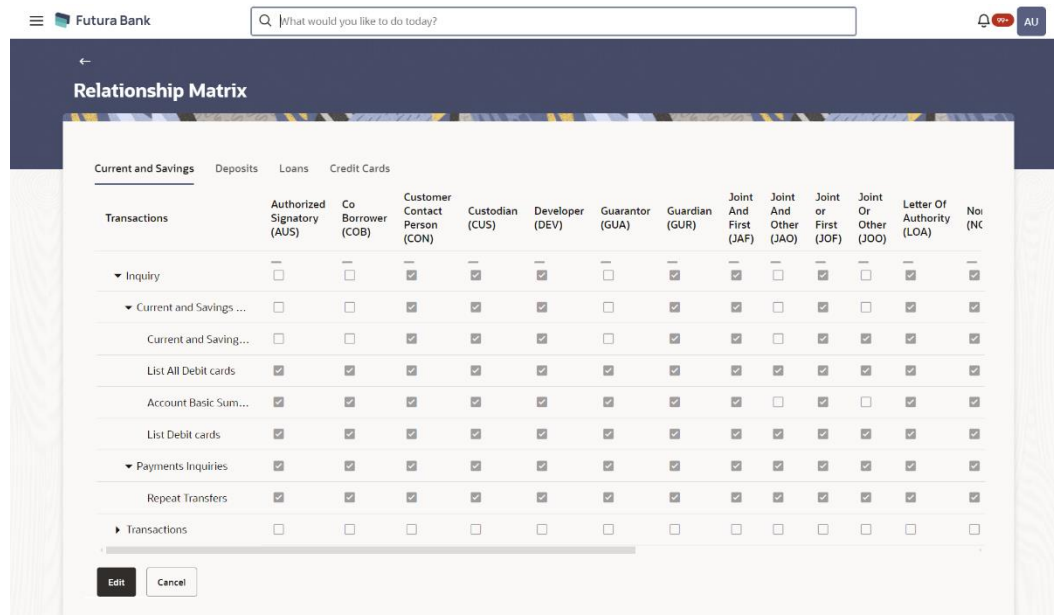 Futura Bank
What would you like to do today?
99+
AU
Relationship Matrix
Current and Savings Deposits Loans Credit Cards
Transactions
Authorized
Signatory
(AUS)
Co
Borrower
(COB)
Customer
Contact
Person
(CON)
Custodian
(CUS)
Developer
(DEV)
Guarantor
(GUA)
Guardian
(GUR)
Joint
And
First
(JAF)
Joint
And
Other
(JAO)
Joint
or
First
(JOF)
Joint
Or
Other
(JOO)
Letter Of
Authority
(LOA)
Inquiry
Current and Savings ...
Current and Saving...
List All Debit cards
Account Basic Sum...
List Debit cards
Payments Inquiries
Repeat Transfers
Transactions
Edit Cancel